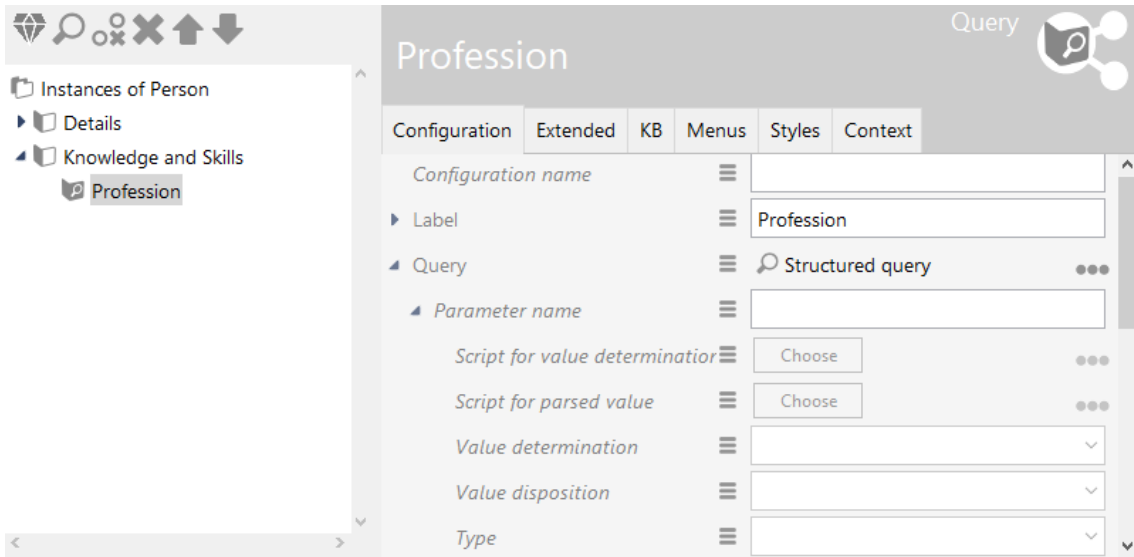 Instances of Person
Details
Knowledge and Skills
Profession
Query
Profession
Configuration Extended KB Menus Styles Context
Configuration name
Label Profession
Query Structured query
Parameter name
Script for value determination Choose
Script for parsed value Choose
Value determination
Value disposition
Type